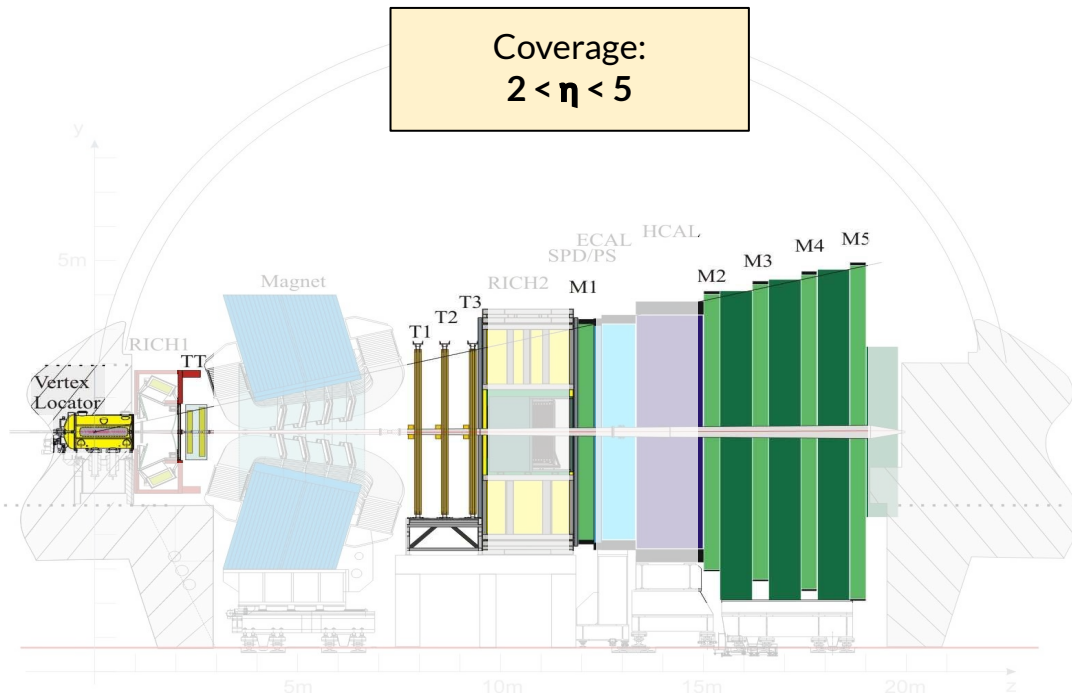 Coverage:
2 < η < 5
y
5m
ECAL HCAL
SPD/PS
Magnet
RICH2
M1
M2
M3
M4
M5
T1
T2
T3
RICH1
TT
Vertex
Locator
5m
10m
15m
20m
z